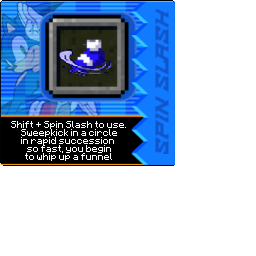 SPIN SLASH
Shift + Spin Slash to use.
Sweepkick in a circle
in rapid succession
so fast, you begin
to whip up a funnel